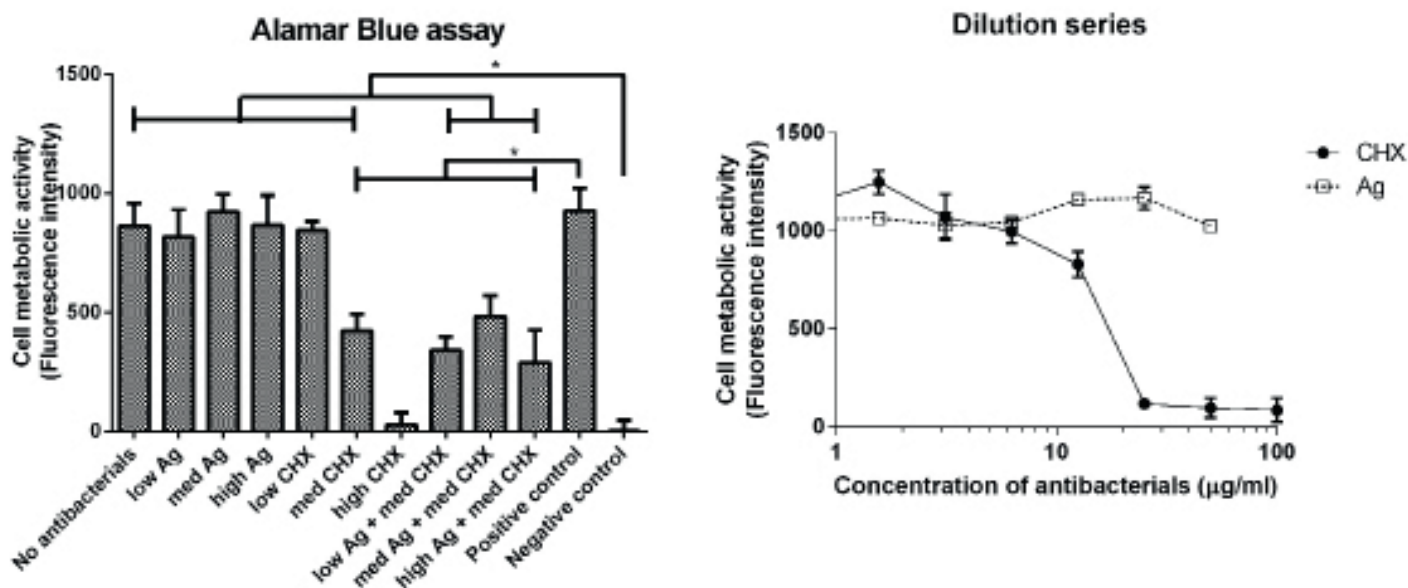 Alamar Blue assay
*
*
1500
1000
500
0
Cell metabolic activity
(Fluorescence intensity)
No antibacterials
low Ag
med Ag
high Ag
low CHX
med CHX
high CHX
low Ag + med CHX
med Ag + med CHX
high Ag + med CHX
Positive control
Negative control
Dilution series
1500
1000
500
0
Cell metabolic activity
(Fluorescence intensity)
1
10
100
Concentration of antibacterials (μg/ml)
CHX
Ag